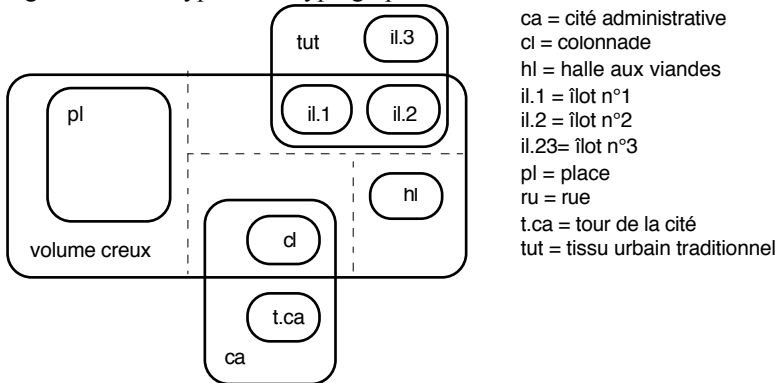 tut
il.3
pl
il.1
il.2
hl
cl
volume creux
t.ca
ca
ca = cité administrative
cl = colonnade
hl = halle aux viandes
il.1 = îlot n°1
il.2 = îlot n°2
il.23= îlot n°3
pl = place
ru = rue
t.ca = tour de la cité
tut = tissu urbain traditionnel